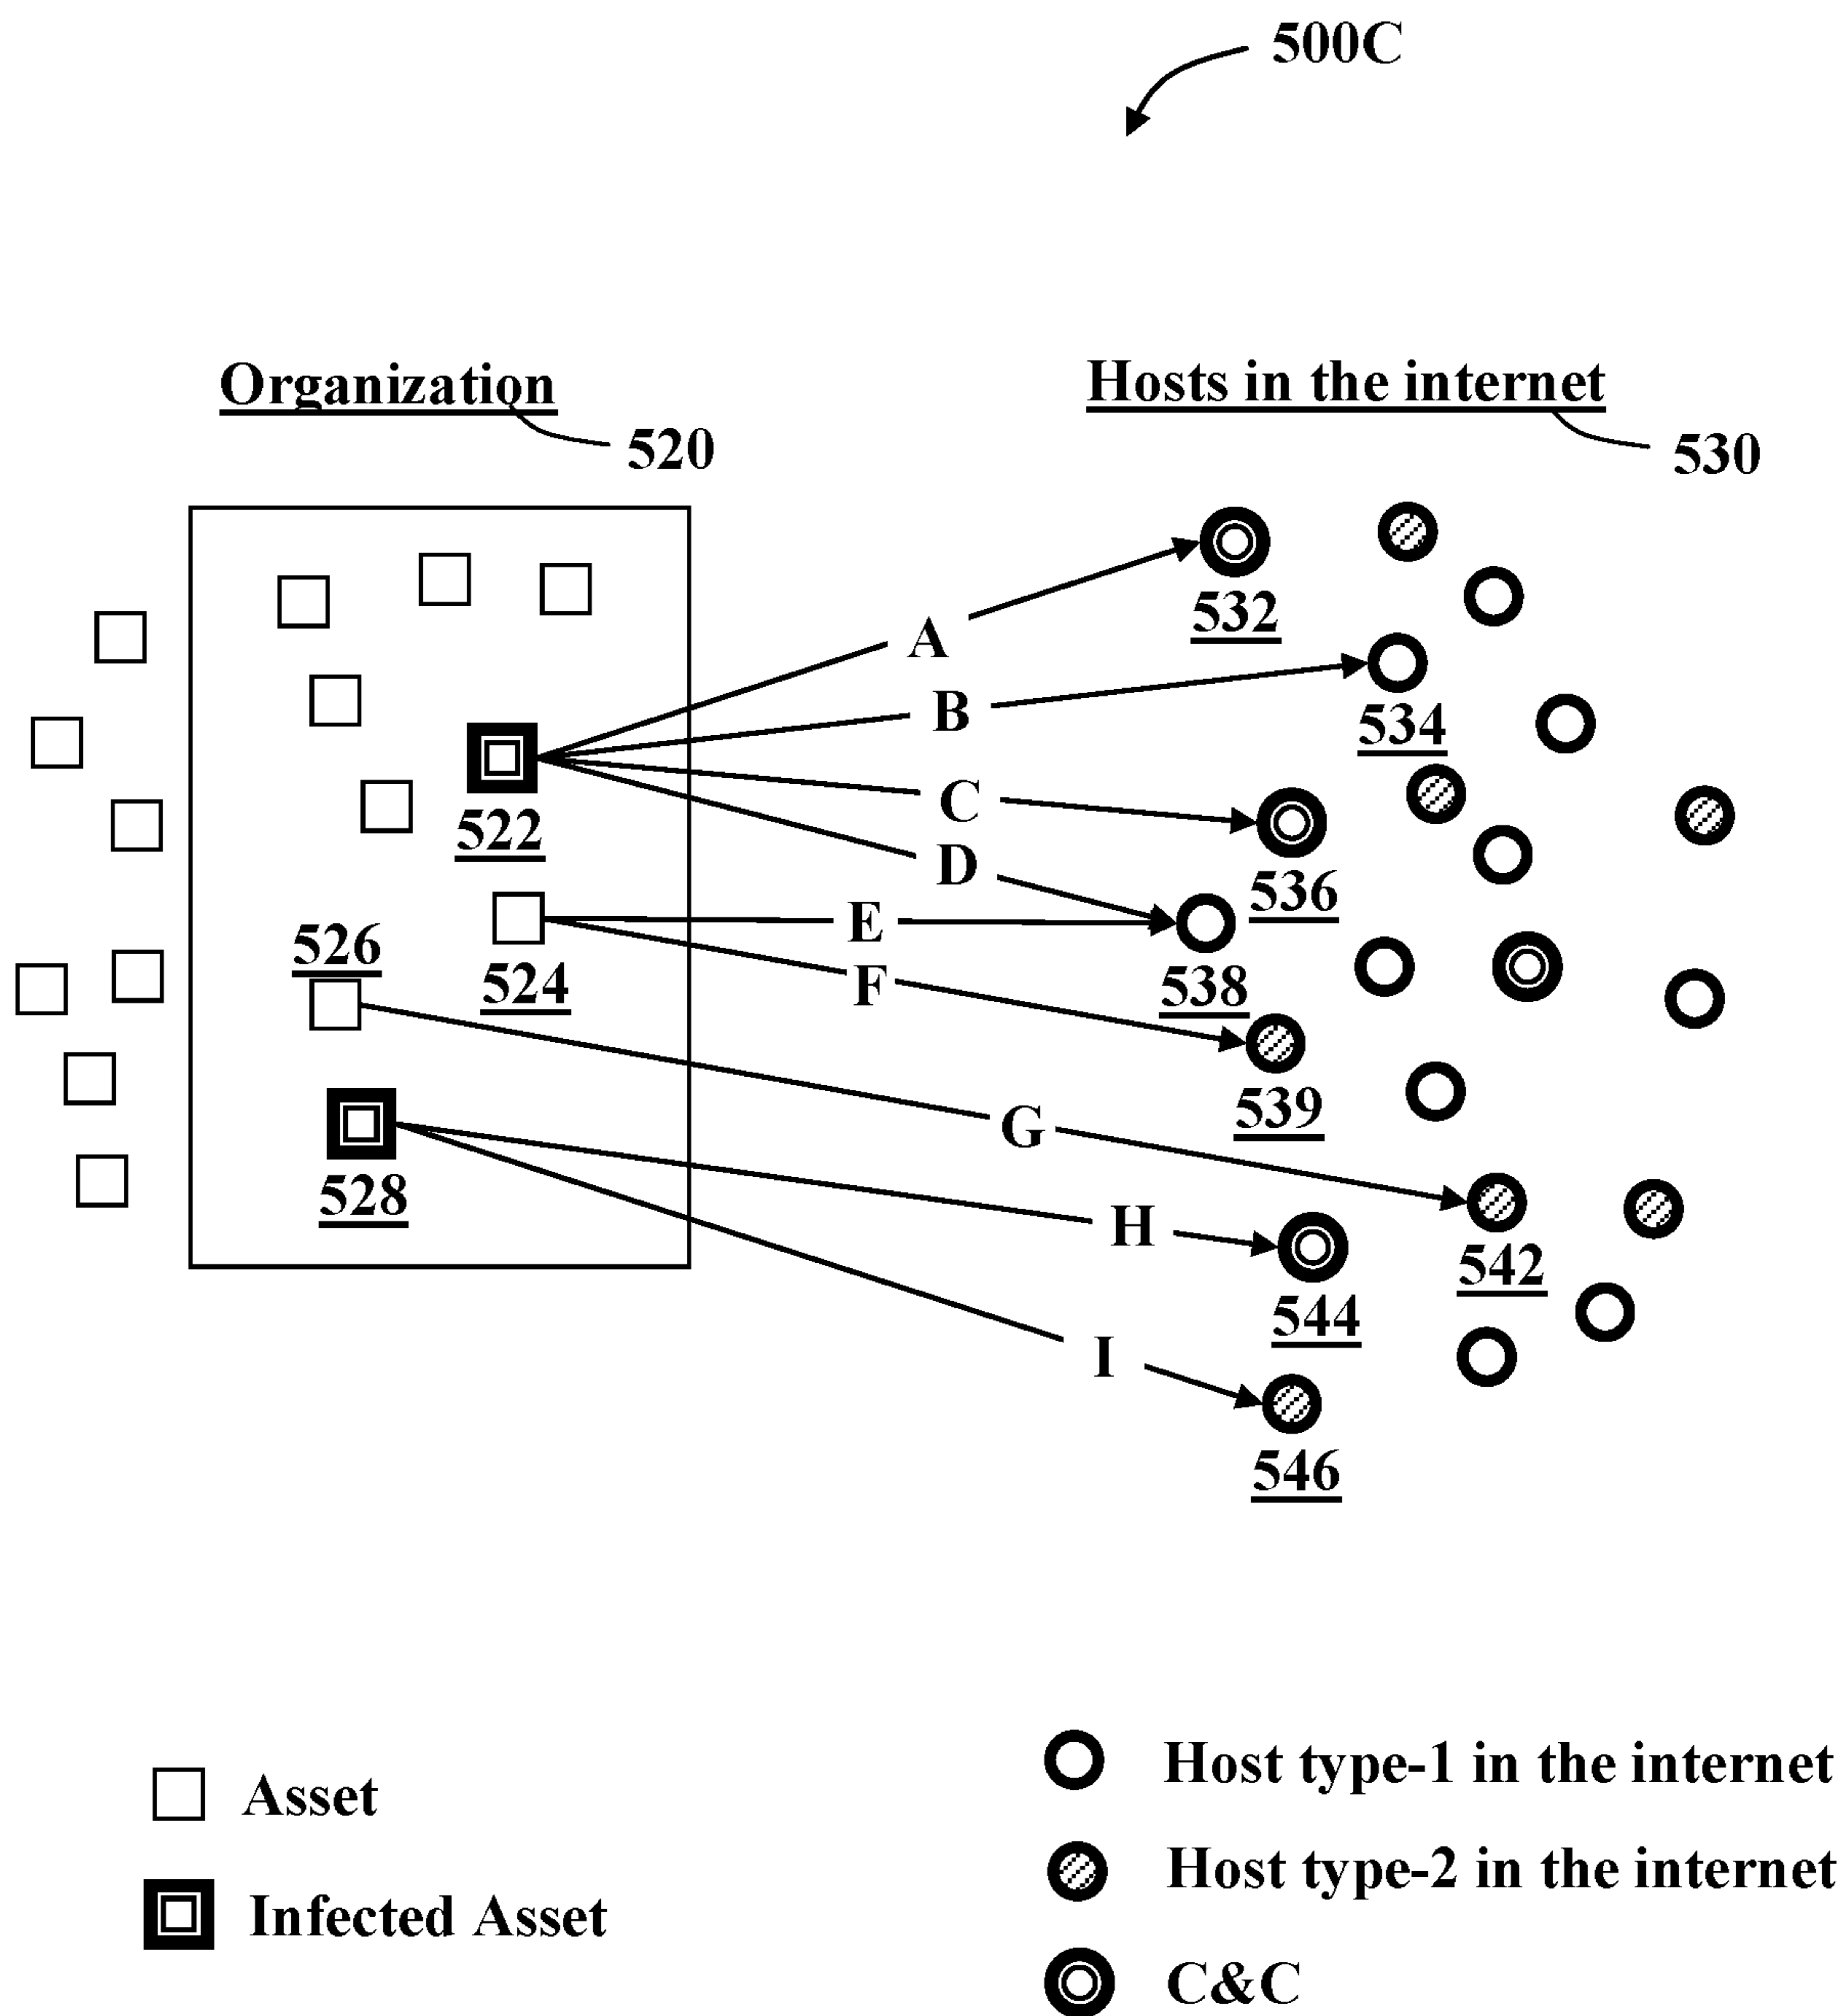 500C
Organization
Hosts in the internet
520
530
532
A
B
534
C
522
D
536
E
526
524
F
538
539
G
528
H
542
544
I
546
Asset
Infected Asset
Host type-1 in the internet
Host type-2 in the internet
C&C